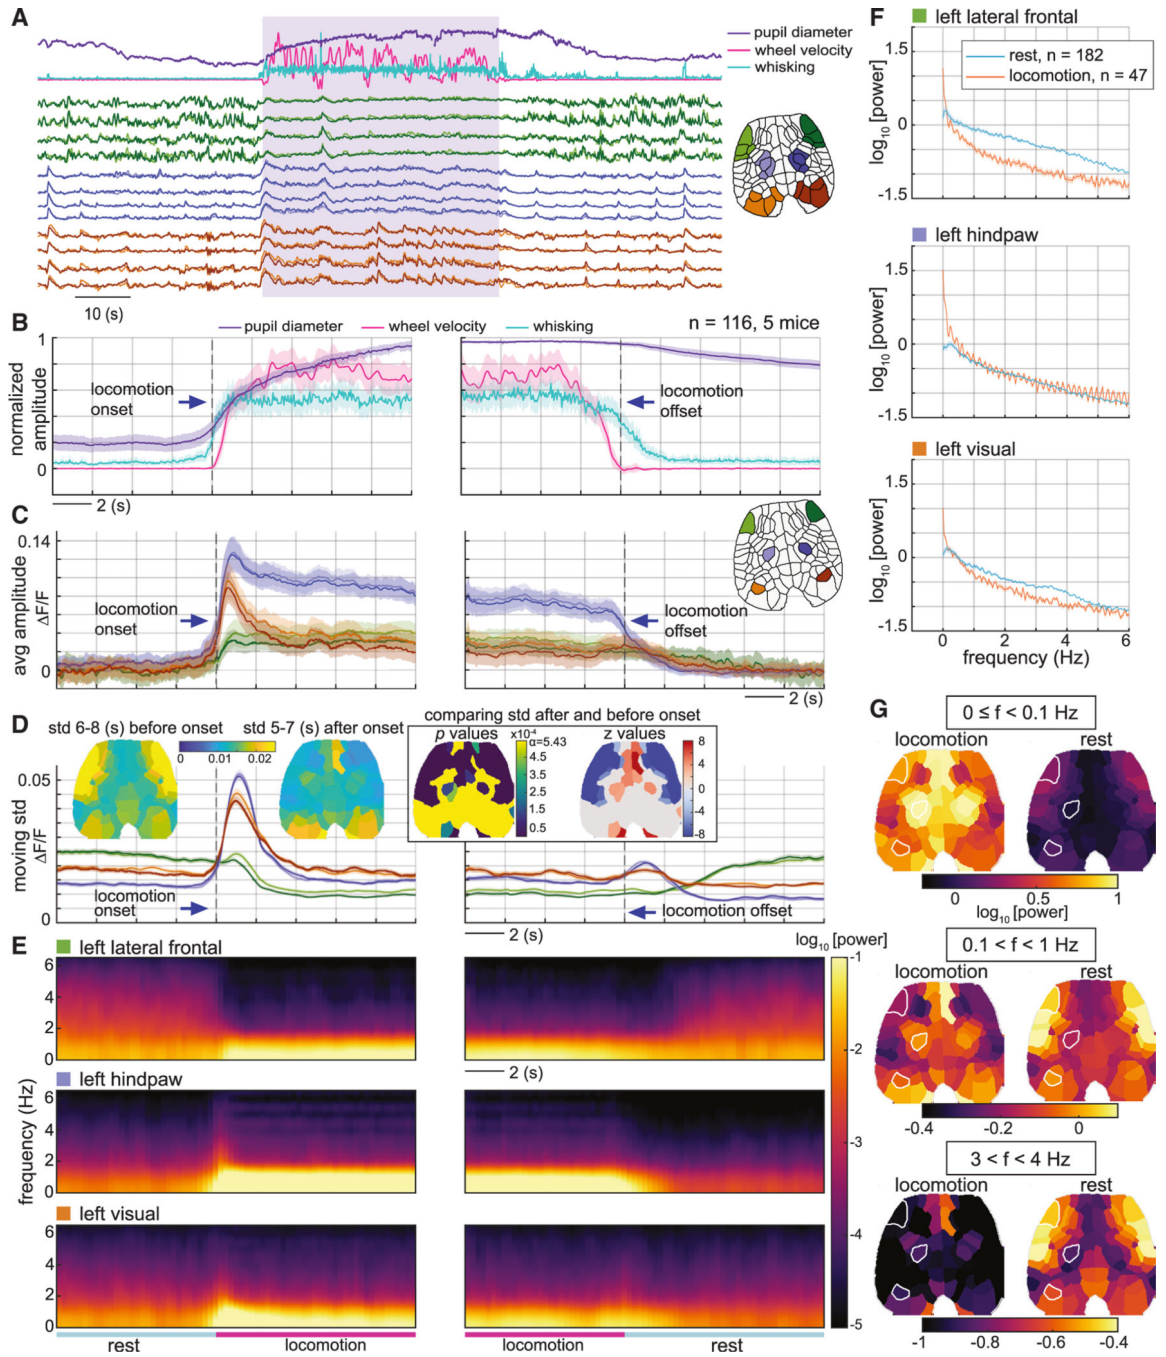 A
pupil diameter
wheel velocity
whisking
10 (s)
B
pupil diameter
wheel velocity
whisking
n = 116, 5 mice
normalized
amplitude
1
0
locomotion
onset
locomotion
offset
2 (s)
C
avg amplitude
ΔF/F
0.14
0
locomotion
onset
locomotion
offset
2 (s)
D
std 6-8 (s) before onset
std 5-7 (s) after onset
0 0.01 0.02
comparing std after and before onset
p values
x10⁻⁴
α=5.43
4.5
3.5
2.5
1.5
0.5
z values
8
4
0
-4
-8
moving std
ΔF/F
0.05
0
locomotion
onset
locomotion offset
2 (s)
E
left lateral frontal
6
4
2
0
2 (s)
left hindpaw
6
4
2
0
left visual
6
4
2
0
frequency (Hz)
log₁₀ [power]
-1
-2
-3
-4
-5
rest
locomotion
locomotion
rest
F
left lateral frontal
rest, n = 182
locomotion, n = 47
log₁₀ [power]
1.5
0
-1.5
left hindpaw
log₁₀ [power]
1.5
0
-1.5
left visual
log₁₀ [power]
1.5
0
-1.5
0 2 4 6
frequency (Hz)
G
0 ≤ f < 0.1 Hz
locomotion
rest
0 0.5 1
log₁₀ [power]
0.1 < f < 1 Hz
locomotion
rest
-0.4 -0.2 0
3 < f < 4 Hz
locomotion
rest
-1 -0.8 -0.6 -0.4